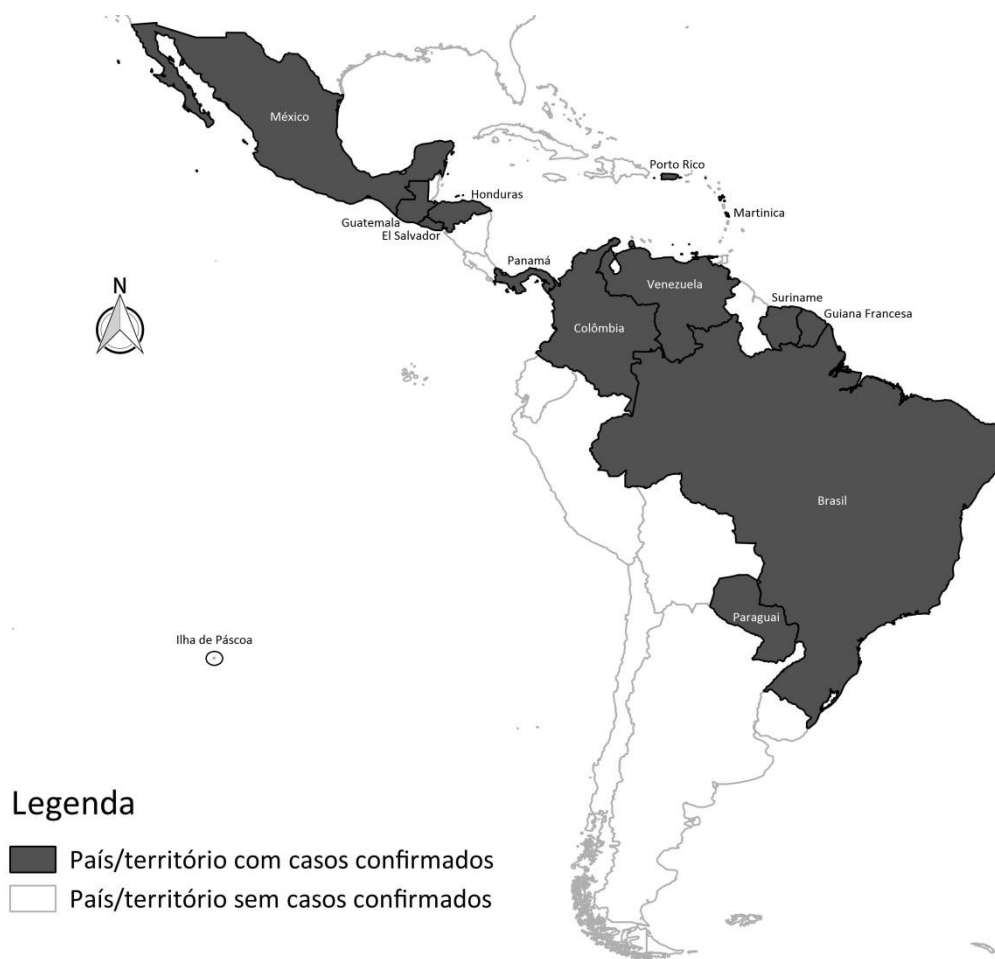 México
Porto Rico
Honduras
Martinica
Guatemala
El Salvador
Panamá
Venezuela
Suriname
Guiana Francesa
Colômbia
N
Brasil
Paraguai
Ilha de Páscoa
Legenda
País/território com casos confirmados
País/território sem casos confirmados